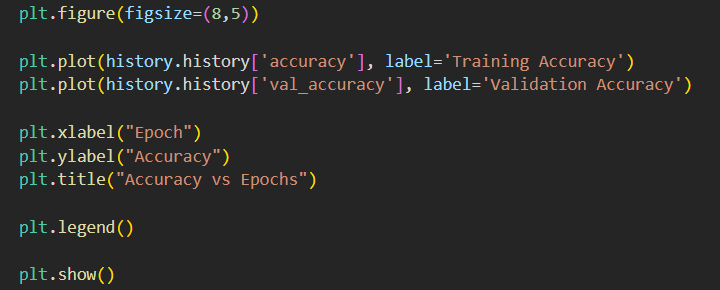 plt.figure(figsize=(8,5))
plt.plot(history.history['accuracy'], label='Training Accuracy')
plt.plot(history.history['val_accuracy'], label='Validation Accuracy')
plt.xlabel("Epoch")
plt.ylabel("Accuracy")
plt.title("Accuracy vs Epochs")
plt.legend()
plt.show()